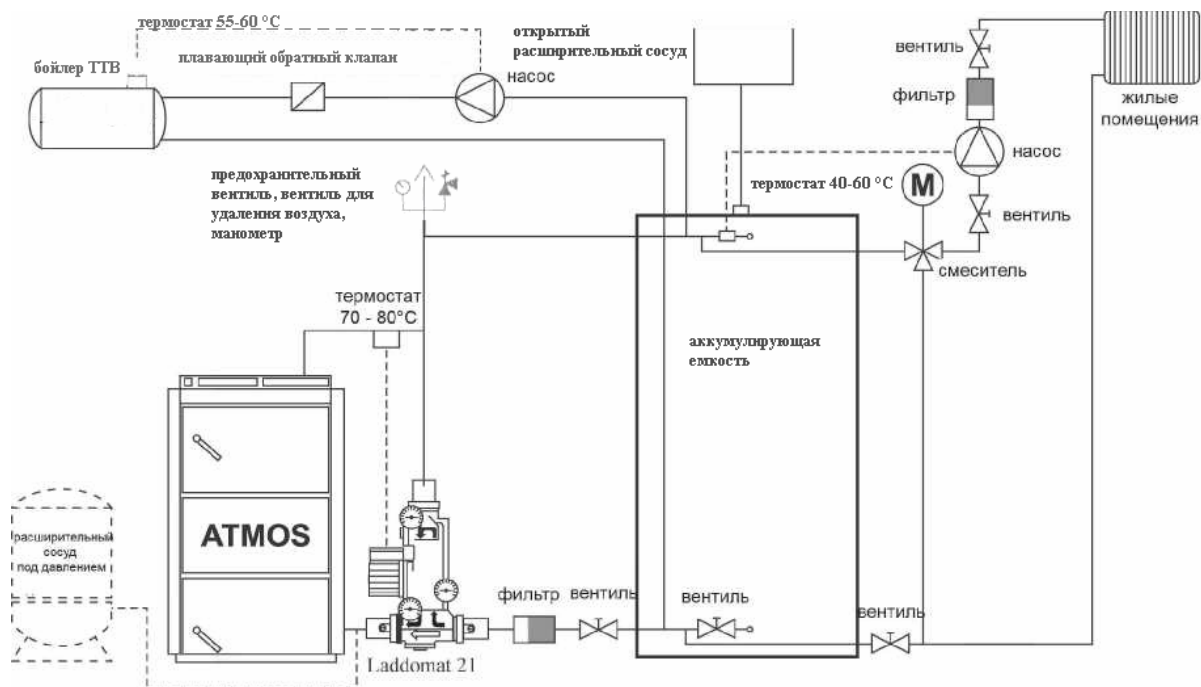 термостат 55-60 °С
плавающий обратный клапан
бойлер ТТВ
насос
открытый
расширительный сосуд
вентиль
фильтр
жилые
помещения
насос
предохранительный
вентиль, вентиль для
удаления воздуха,
манометр
термостат 40-60 °С
М
вентиль
смеситель
термостат
70 - 80°C
аккумулирующая
емкость
ATMOS
расширительный
сосуд
под давлением
фильтр
вентиль
вентиль
вентиль
Laddomat 21